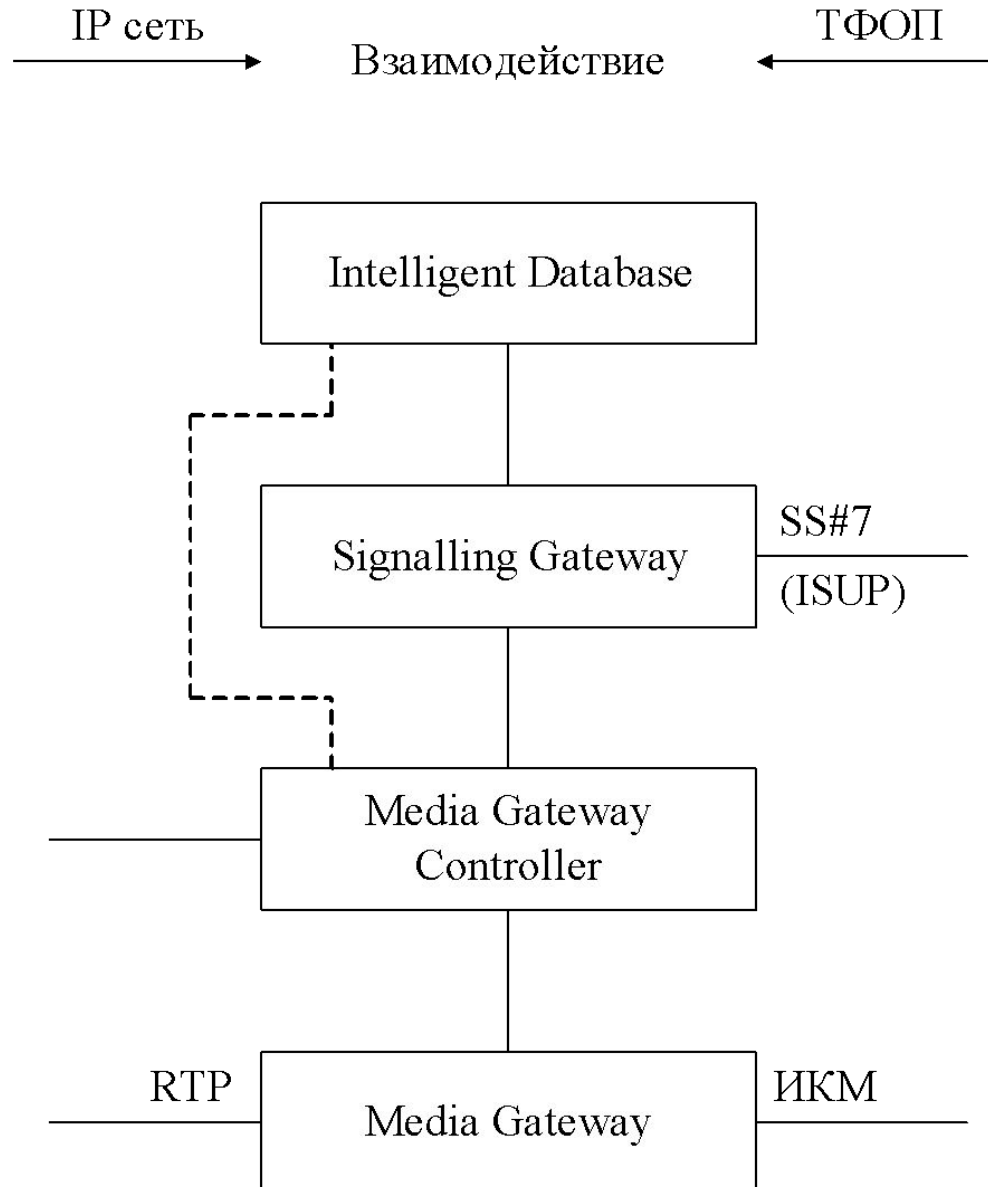 IP сеть
Взаимодействие
ТФОП
Intelligent Database
Signalling Gateway
SS#7
(ISUP)
Media Gateway
Controller
RTP
Media Gateway
ИКМ